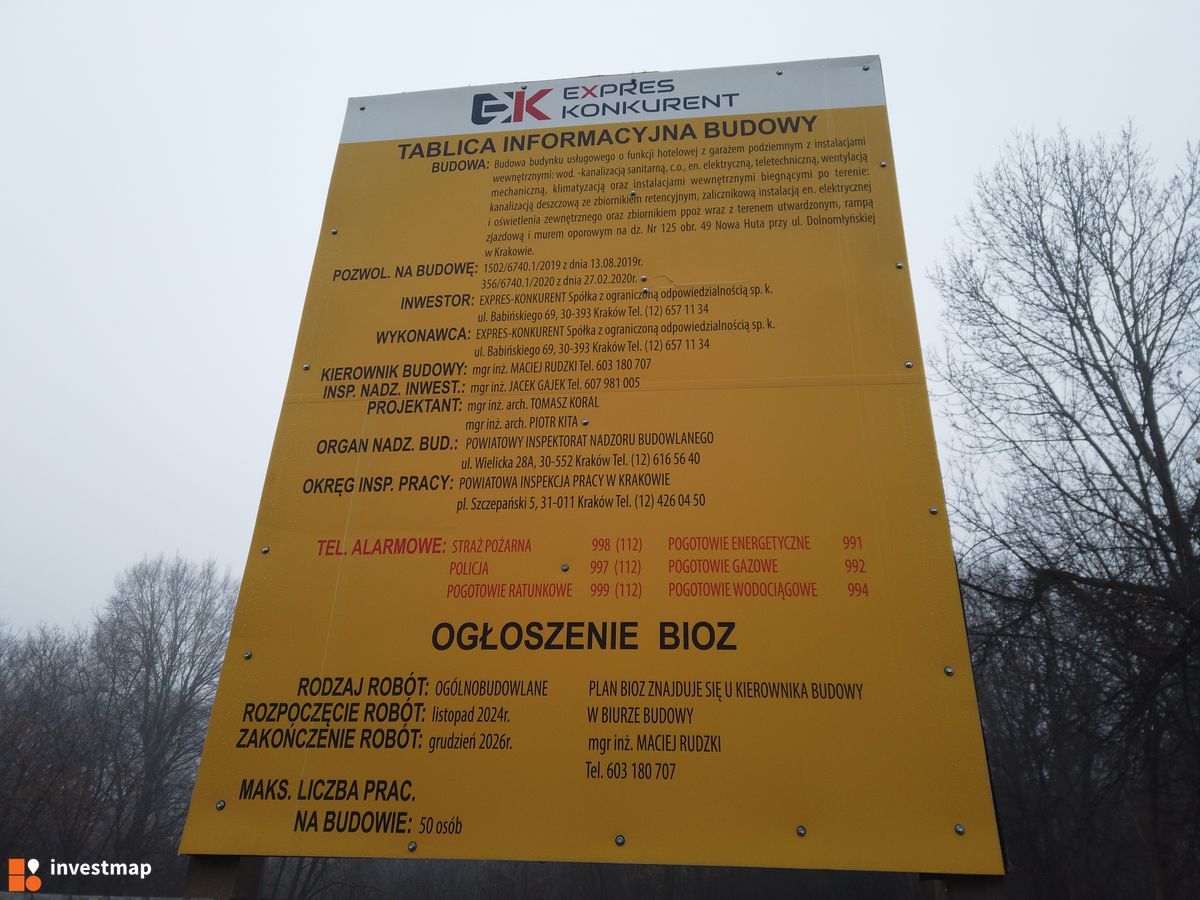 EK EXPRES
KONKURENT
TABLICA INFORMACYJNA BUDOWY
BUDOWA: Budowa budynku usługowego o funkcji hotelowej z garażem podziemnym z instalacjami
wewnętrznymi: wod. -kanalizacją sanitarną, c.o., en. elektryczną, teletechniczną, wentylacją
mechaniczną, klimatyzacją oraz instalacjami wewnętrznymi biegnącymi po terenie:
kanalizacją deszczową ze zbiornikiem retencyjnym, zalicznikową instalacją en. elektrycznej
i oświetlenia zewnętrznego oraz zbiornikiem ppoż wraz z terenem utwardzonym, rampą
zjazdową i murem oporowym na dz. Nr 125 obr. 49 Nowa Huta przy ul. Dolnomłyńskiej
w Krakowie.
POZWOL. NA BUDOWĘ: 1502/6740.1/2019 z dnia 13.08.2019r.
356/6740.1/2020 z dnia 27.02.2020r.
INWESTOR: EXPRES-KONKURENT Spółka z ograniczoną odpowiedzialnością sp. k.
ul. Babińskiego 69, 30-393 Kraków Tel. (12) 657 11 34
WYKONAWCA: EXPRES-KONKURENT Spółka z ograniczoną odpowiedzialnością sp. k.
ul. Babińskiego 69, 30-393 Kraków Tel. (12) 657 11 34
KIEROWNIK BUDOWY: mgr inż. MACIEJ RUDZKI Tel. 603 180 707
INSP. NADZ. INWEST.: mgr inż. JACEK GAJEK Tel. 607 981 005
PROJEKTANT: mgr inż. arch. TOMASZ KORAL
mgr inż. arch. PIOTR KITA
ORGAN NADZ. BUD.: POWIATOWY INSPEKTORAT NADZORU BUDOWLANEGO
ul. Wielicka 28A, 30-552 Kraków Tel. (12) 616 56 40
OKRĘG INSP. PRACY: POWIATOWA INSPEKCJA PRACY W KRAKOWIE
pl. Szczepański 5, 31-011 Kraków Tel. (12) 426 04 50
TEL. ALARMOWE: STRAŻ POŻARNA 998 (112) POGOTOWIE ENERGETYCZNE 991
POLICJA 997 (112) POGOTOWIE GAZOWE 992
POGOTOWIE RATUNKOWE 999 (112) POGOTOWIE WODOCIĄGOWE 994
OGŁOSZENIE BIOZ
RODZAJ ROBÓT: OGÓLNOBUDOWLANE PLAN BIOZ ZNAJDUJE SIĘ U KIEROWNIKA BUDOWY
ROZPOCZĘCIE ROBÓT: listopad 2024r. W BIURZE BUDOWY
ZAKOŃCZENIE ROBÓT: grudzień 2026r. mgr inż. MACIEJ RUDZKI
Tel. 603 180 707
MAKS. LICZBA PRAC.
NA BUDOWIE: 50 osób
investmap